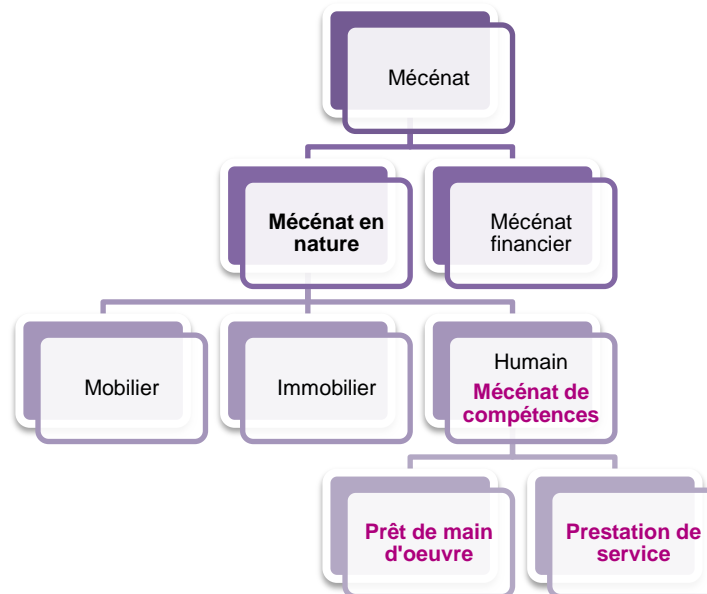 Mécénat
Mécénat en
nature
Mécénat
financier
Mobilier
Immobilier
Humain
Mécénat de
compétences
Prêt de main
d'oeuvre
Prestation de
service